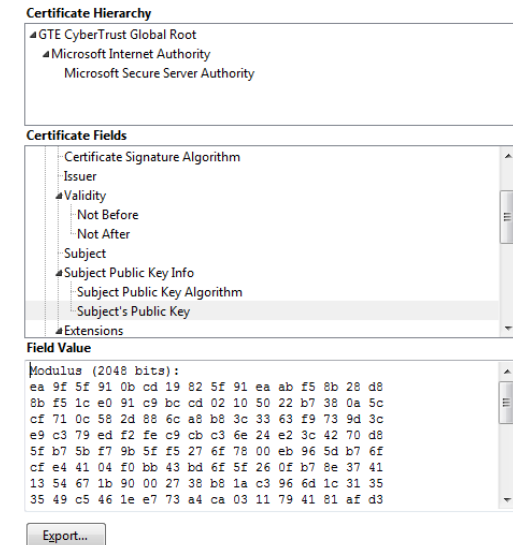 Certificate Hierarchy
GTE CyberTrust Global Root
Microsoft Internet Authority
Microsoft Secure Server Authority
Certificate Fields
Certificate Signature Algorithm
Issuer
Validity
Not Before
Not After
Subject
Subject Public Key Info
Subject Public Key Algorithm
Subject's Public Key
Extensions
Field Value
Modulus (2048 bits):
ea 9f 5f 91 0b cd 19 82 5f 91 ea ab f5 8b 28 d8
8b f5 1c e0 91 c9 bc cd 02 10 50 22 b7 38 0a 5c
cf 71 0c 58 2d 88 6c a8 b8 3c 33 63 f9 73 9d 3c
e9 c3 79 ed f2 fe c9 cb c3 6e 24 e2 3c 42 70 d8
5f b7 5b f7 9b 5f f5 27 6f 78 00 eb 96 5d b7 6f
cf e4 41 04 f0 bb 43 bd 6f 5f 26 0f b7 8e 37 41
13 54 67 1b 90 00 27 38 b8 1a c3 96 6d 1c 31 35
35 49 c5 46 1e e7 73 a4 ca 03 11 79 41 81 af d3
Export...